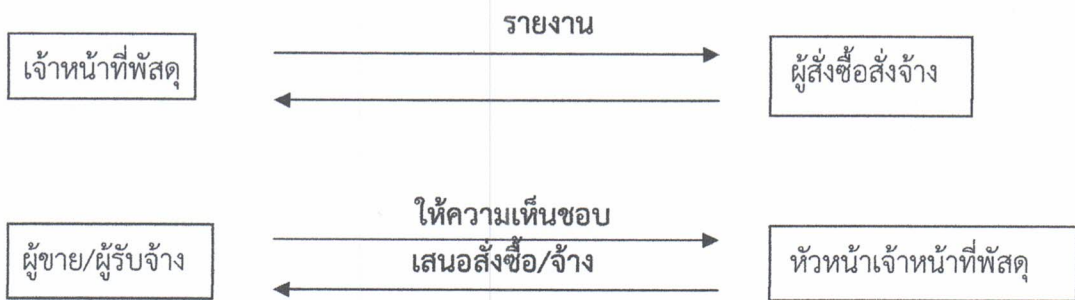 รายงาน
เจ้าหน้าที่พัสดุ
ผู้สั่งซื้อสั่งจ้าง
ให้ความเห็นชอบ
ผู้ขาย/ผู้รับจ้าง
เสนอสั่งซื้อ/จ้าง
หัวหน้าเจ้าหน้าที่พัสดุ